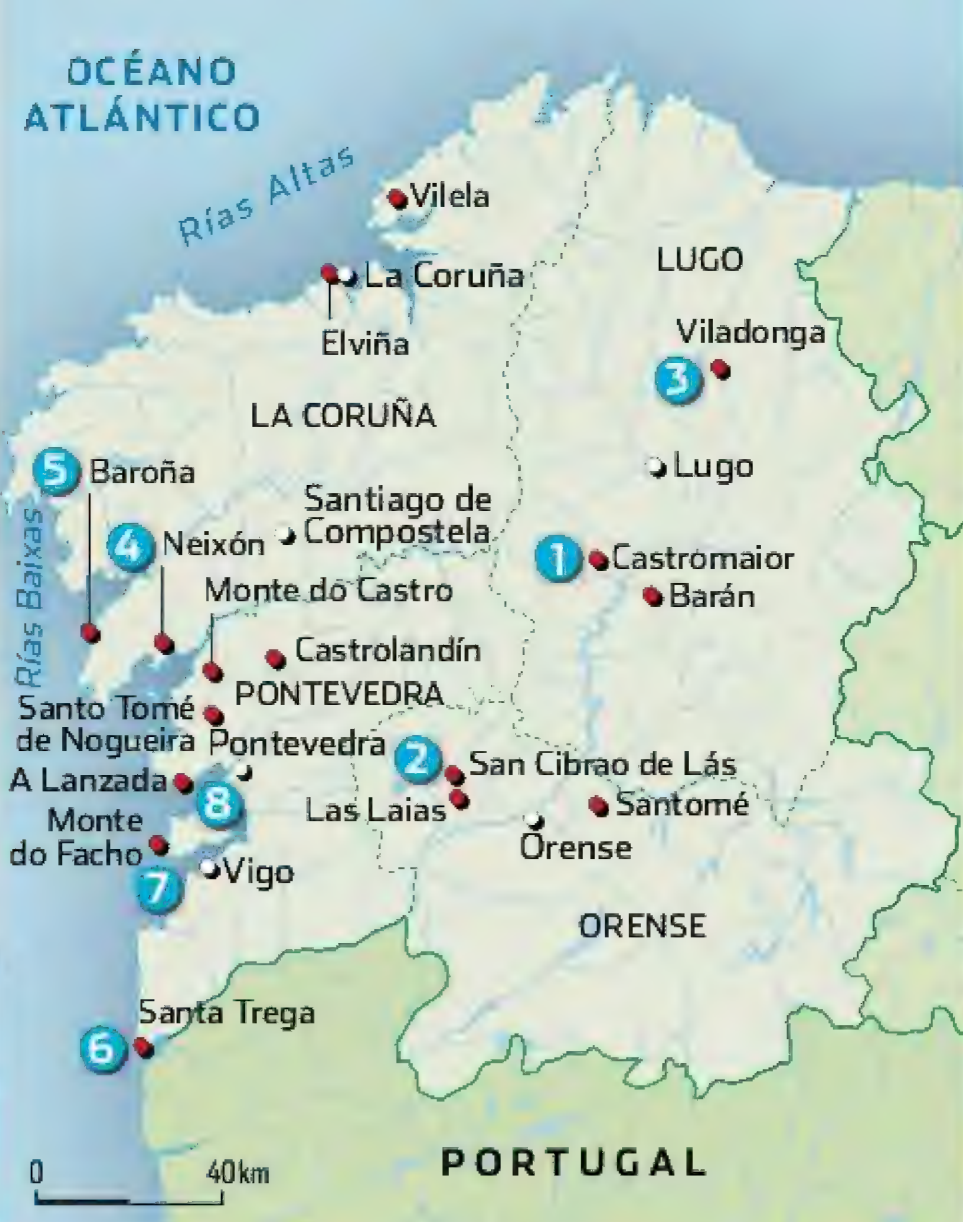 OCÉANO
ATLÁNTICO
Rías Altas
Vilela
LUGO
La Coruña
Elviña
Viladonga
3
LA CORUÑA
5 Baroña
Lugo
Santiago de
Compostela
4 Neixón
1 Castromaior
Rías Baixas
Monte do Castro
Barán
Castrolandín
PONTEVEDRA
Santo Tomé
de Nogueira
Pontevedra
2
San Cibrao de Lás
A Lanzada
8
Las Laias
Santomé
Monte
do Facho
Orense
7
Vigo
ORENSE
Santa Trega
6
PORTUGAL
0 40km